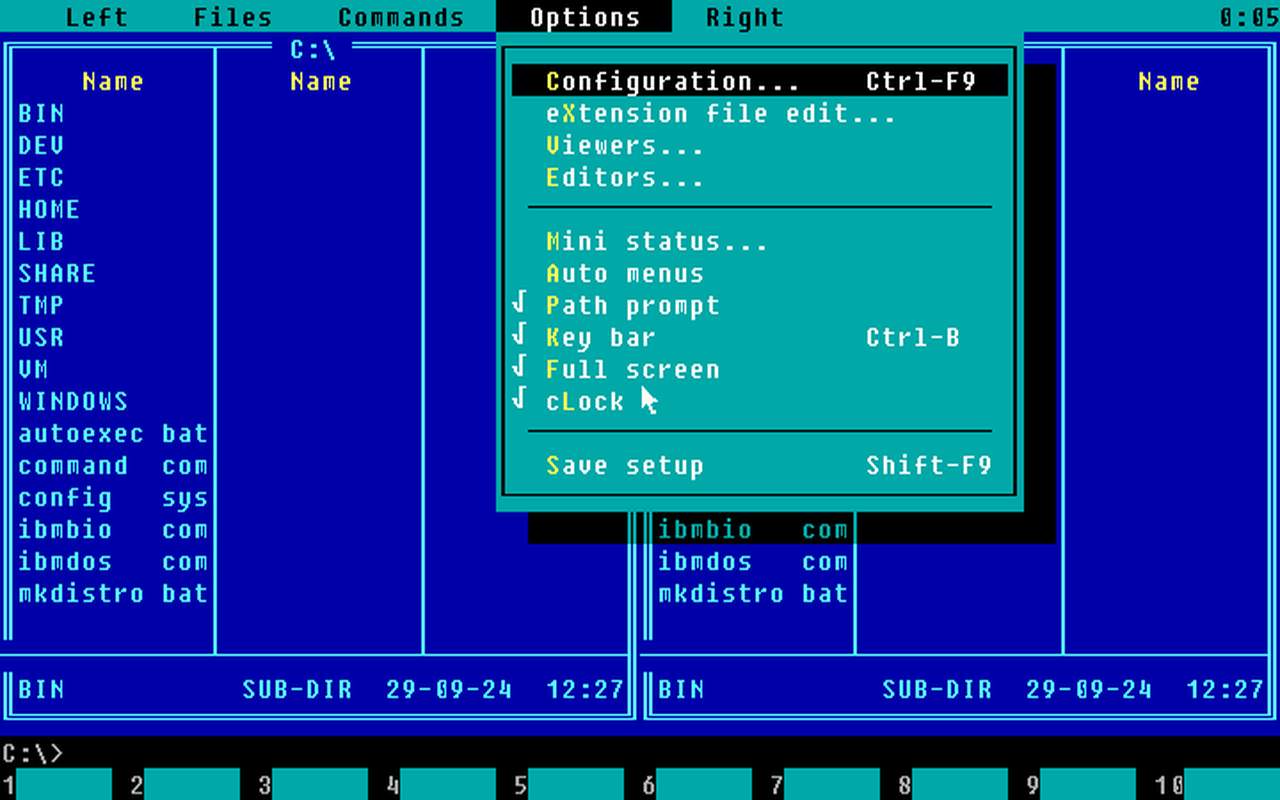 Left Files Commands Options Right 0:05
C:\
Name Name Name
Configuration... Ctrl-F9
eXtension file edit...
Viewers...
Editors...
Mini status...
Auto menus
√ Path prompt
√ Key bar Ctrl-B
√ Full screen
√ cLock
Save setup Shift-F9
BIN
DEV
ETC
HOME
LIB
SHARE
TMP
USR
VM
WINDOWS
autoexec bat
command com
config sys
ibmbio com
ibmdos com
mkdistro bat
ibmbio com
ibmdos com
mkdistro bat
BIN SUB-DIR 29-09-24 12:27
BIN SUB-DIR 29-09-24 12:27
C:\>
1 2 3 4 5 6 7 8 9 10